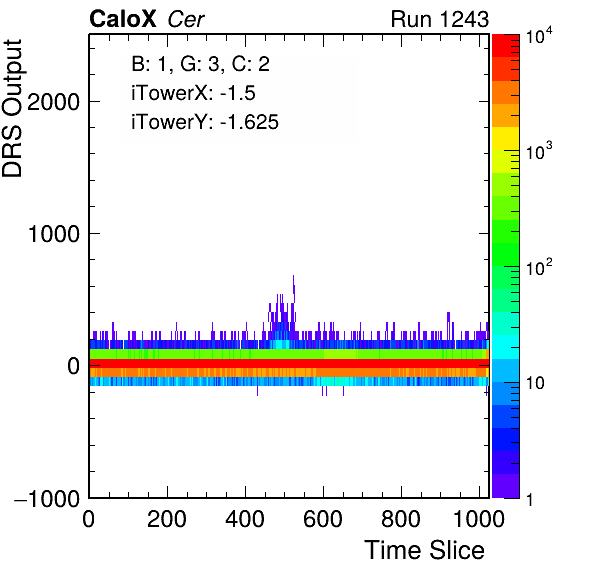 CaloX Cer Run 1243
DRS Output
B: 1, G: 3, C: 2
iTowerX: -1.5
iTowerY: -1.625
2000
1000
0
−1000
0 200 400 600 800 1000
Time Slice
10^4
10^3
10^2
10
1